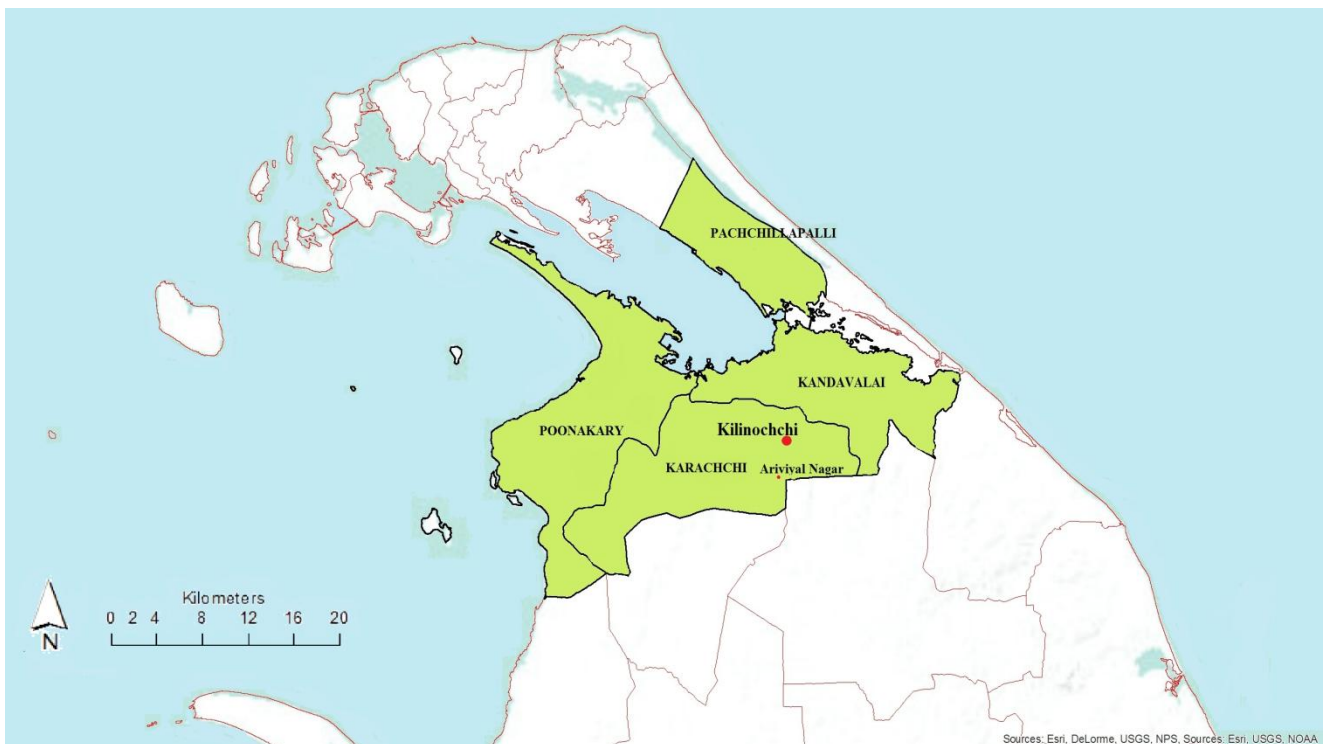 PACHCHILLAPALLI
KANDAVALAI
POONAKARY
Kilinochchi
KARACHCHI
Ariviyal Nagar
N
Kilometers
0 2 4 8 12 16 20
Sources: Esri, DeLorme, USGS, NPS, Sources: Esri, USGS, NOAA